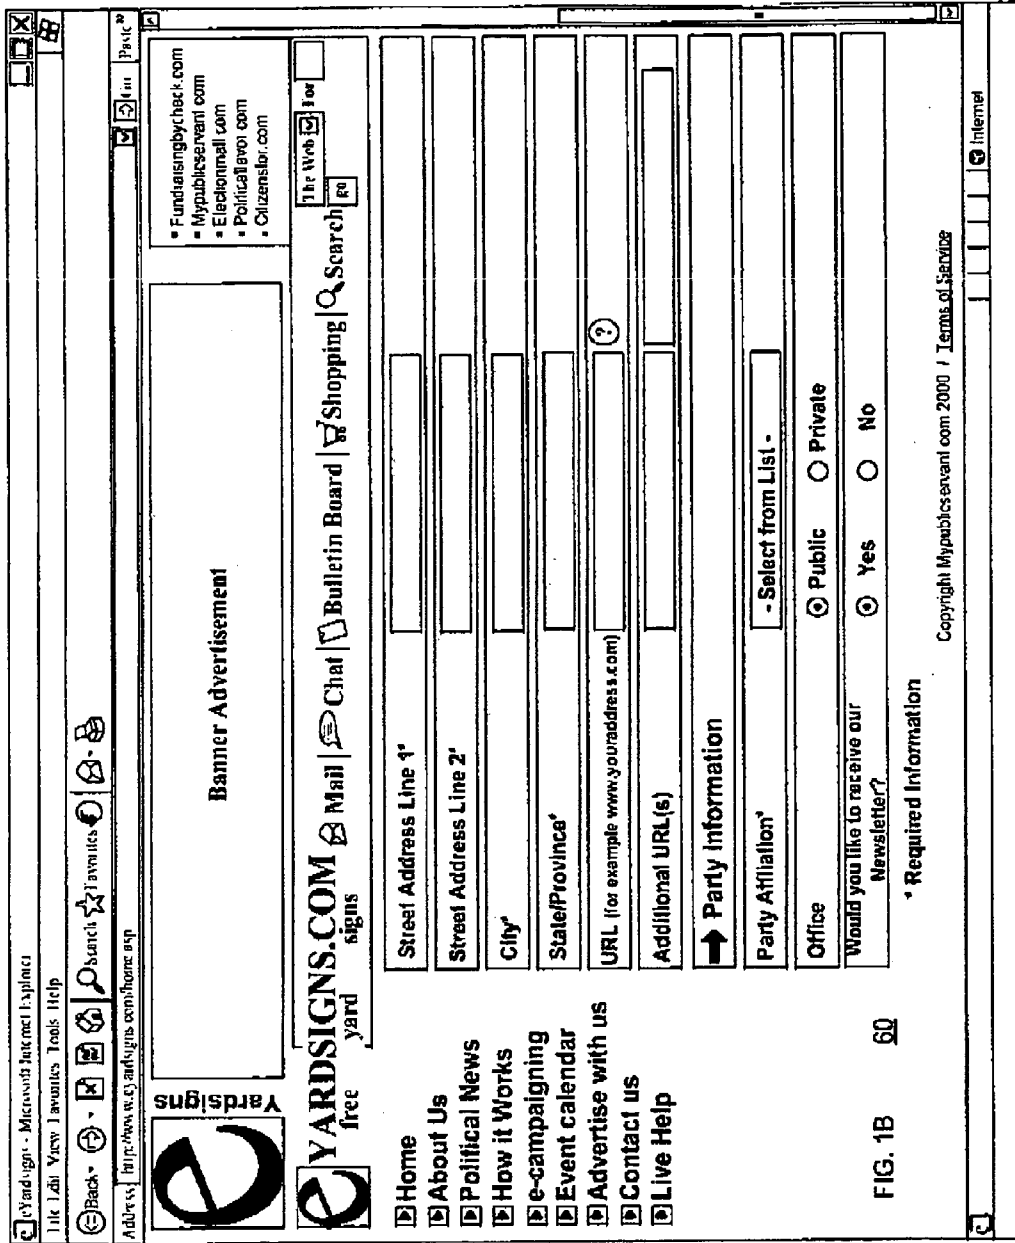 eYardsigns - Microsoft Internet Explorer
File Edit View Favourites Tools Help
Back Search Favourites
Address http://www.eyardsigns.com/home.asp
Yardsigns
Banner Advertisement
Fundraisingbycheck.com
Mypublicservant com
Electionmall com
Politicalflavor com
Citizensfor.com
e YARDSIGNS.COM Mail | Chat | Bulletin Board | Shopping | Search The Web For
free yard signs go
Home
About Us
Political News
How it Works
e-campaigning
Event calendar
Advertise with us
Contact us
Live Help
Street Address Line 1*
Street Address Line 2*
City*
State/Province*
URL (for example www.youraddress.com) ?
Additional URL(s)
Party Information
Party Affiliation* - Select from List -
Office Public Private
Would you like to receive our Yes No
Newsletter?
* Required Information
Copyright Mypublicservant com 2000 / Terms of Service
Internet
FIG. 1B 60